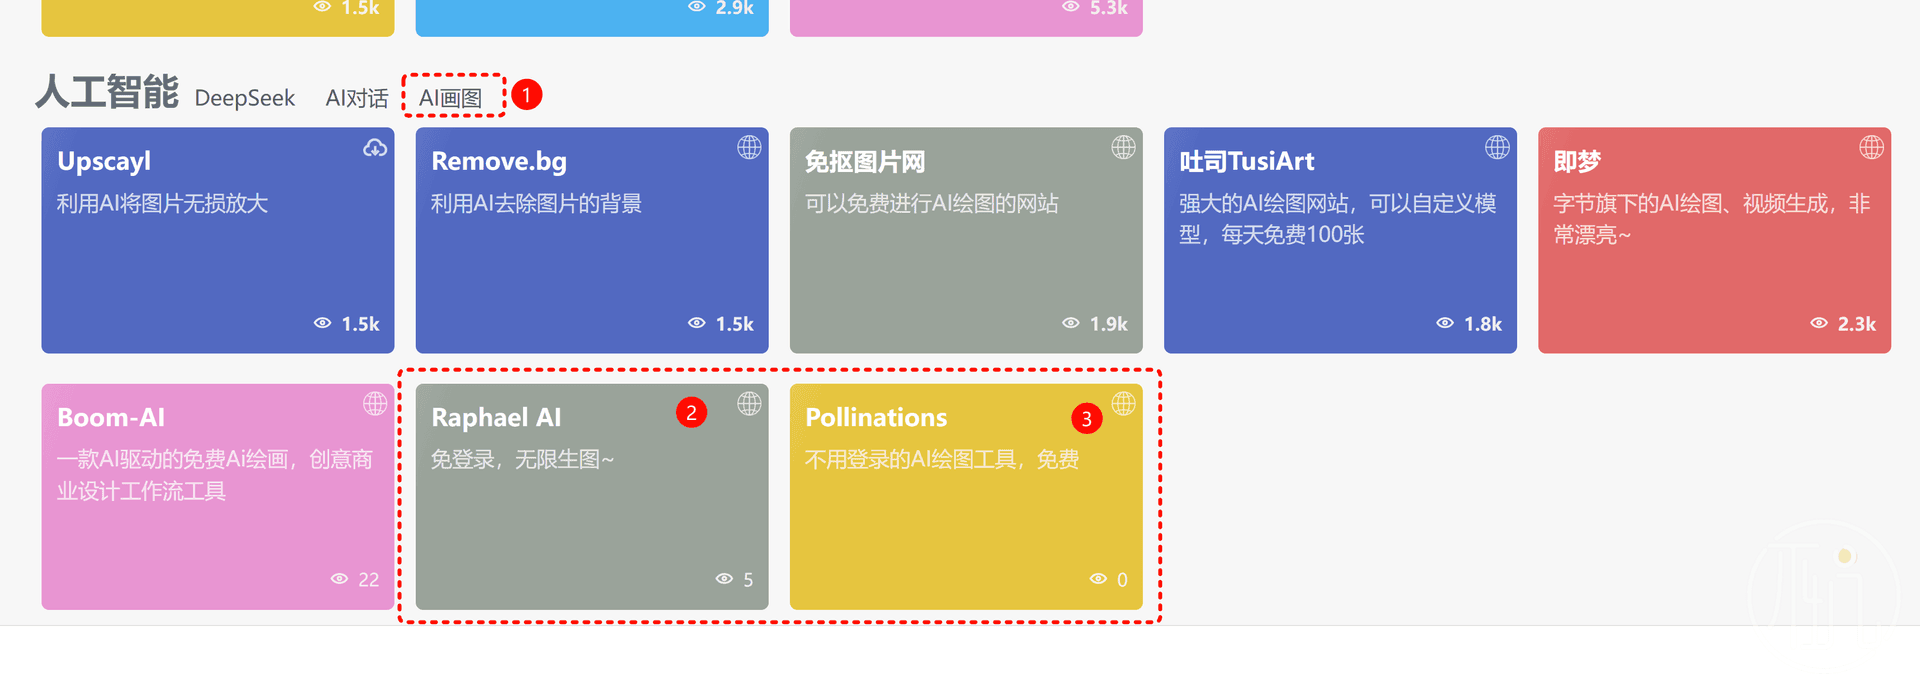 1.5k
2.9k
5.3k
人工智能 DeepSeek AI对话 AI画图 1
Upscayl
利用AI将图片无损放大
1.5k
Remove.bg
利用AI去除图片的背景
1.5k
免抠图片网
可以免费进行AI绘图的网站
1.9k
吐司TusiArt
强大的AI绘图网站，可以自定义模
型，每天免费100张
1.8k
即梦
字节旗下的AI绘图、视频生成，非
常漂亮~
2.3k
Boom-AI
一款AI驱动的免费Ai绘画，创意商
业设计工作流工具
22
Raphael AI 2
免登录，无限生图~
5
Pollinations 3
不用登录的AI绘图工具，免费
0